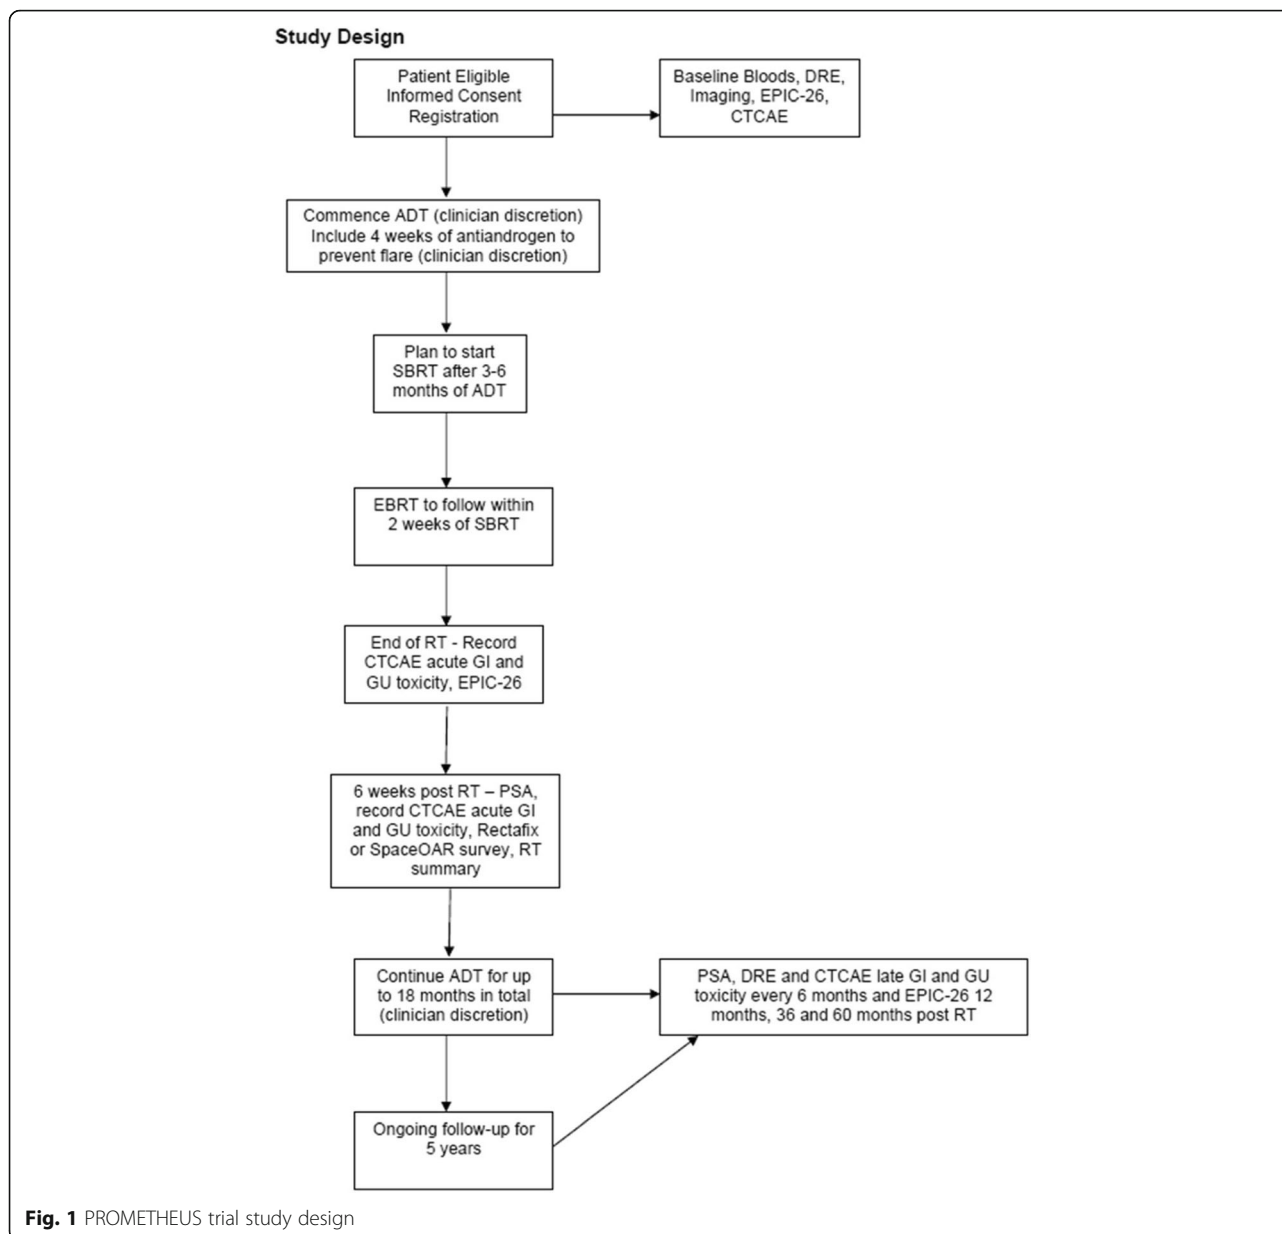 Study Design
Patient Eligible
Informed Consent
Registration
Baseline Bloods, DRE,
Imaging, EPIC-26,
CTCAE
Commence ADT (clinician discretion)
Include 4 weeks of antiandrogen to
prevent flare (clinician discretion)
Plan to start
SBRT after 3-6
months of ADT
EBRT to follow within
2 weeks of SBRT
End of RT - Record
CTCAE acute GI and
GU toxicity, EPIC-26
6 weeks post RT – PSA,
record CTCAE acute GI
and GU toxicity, Rectafix
or SpaceOAR survey, RT
summary
Continue ADT for up
to 18 months in total
(clinician discretion)
PSA, DRE and CTCAE late GI and GU
toxicity every 6 months and EPIC-26 12
months, 36 and 60 months post RT
Ongoing follow-up for
5 years
Fig. 1 PROMETHEUS trial study design